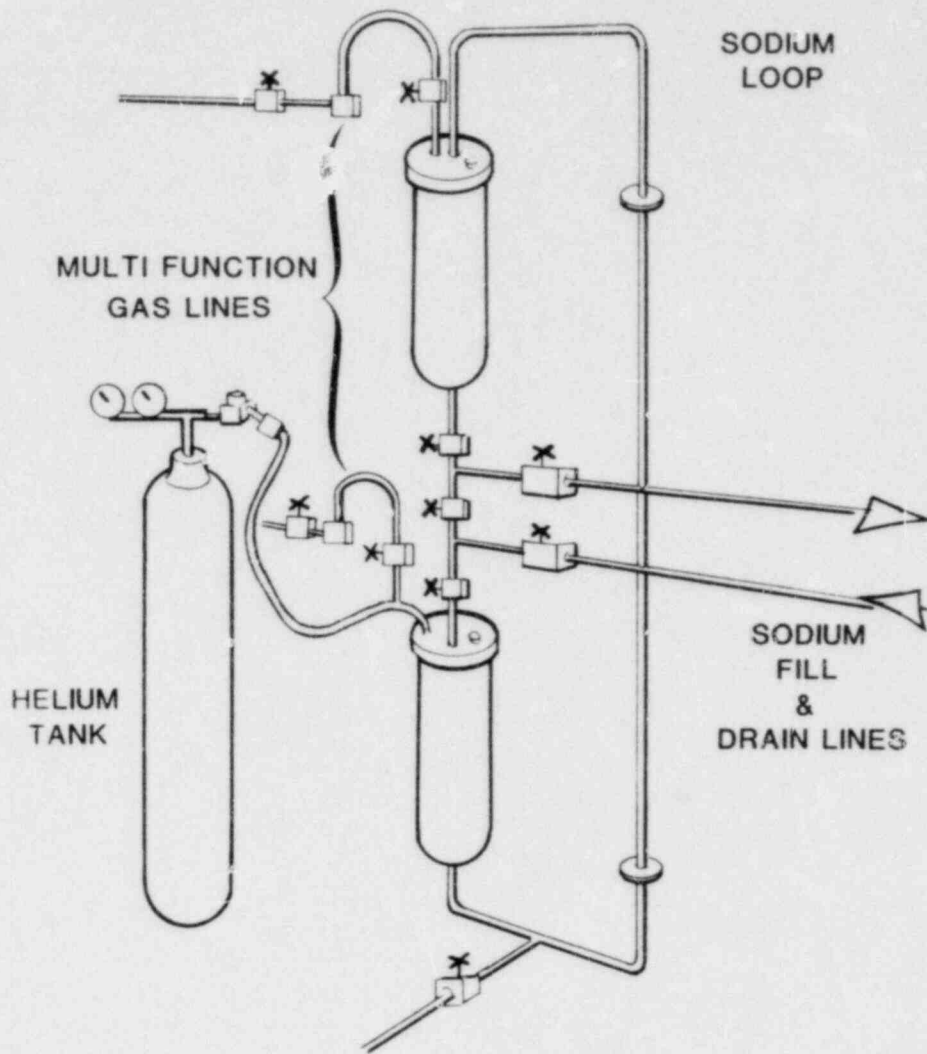 SODIUM
LOOP
MULTI FUNCTION
GAS LINES
HELIUM
TANK
SODIUM
FILL
&
DRAIN LINES